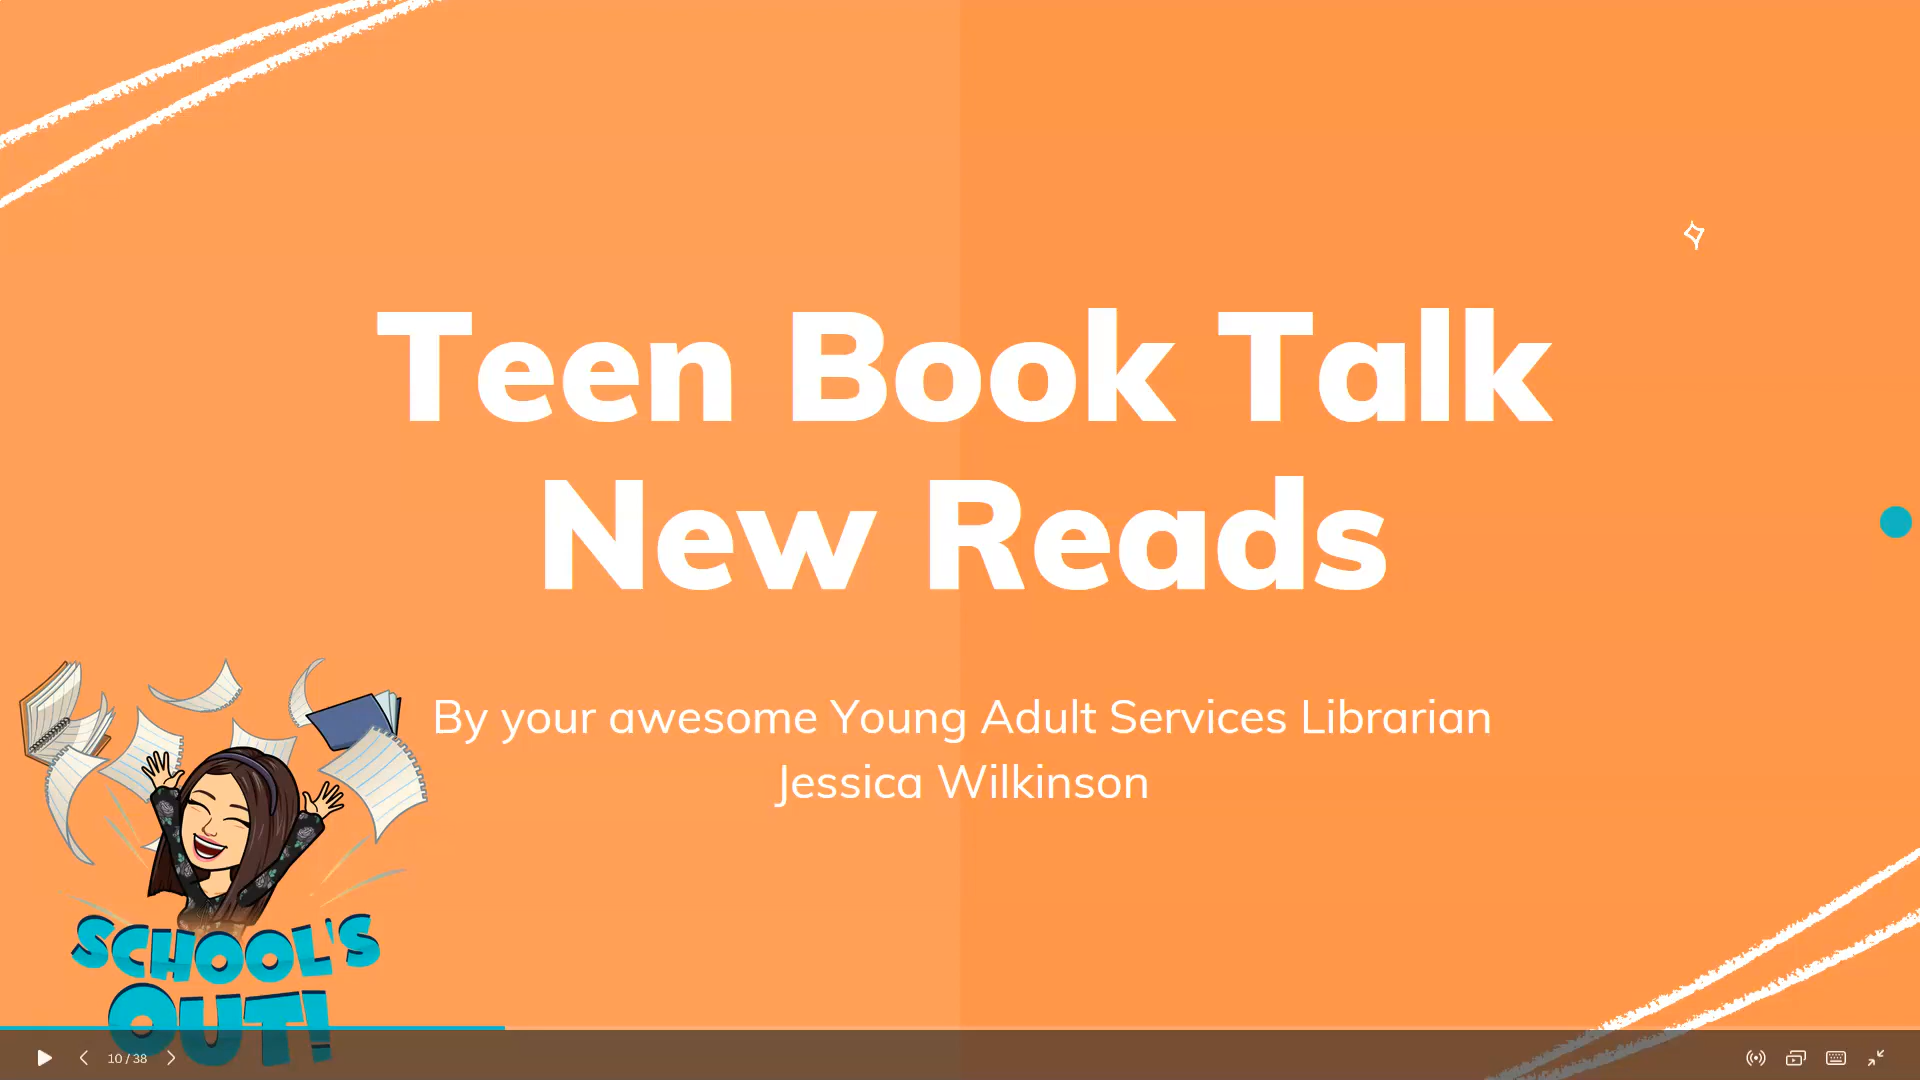 Teen Book Talk
New Reads
By your awesome Young Adult Services Librarian
Jessica Wilkinson
SCHOOL'S
OUT!
10 / 38